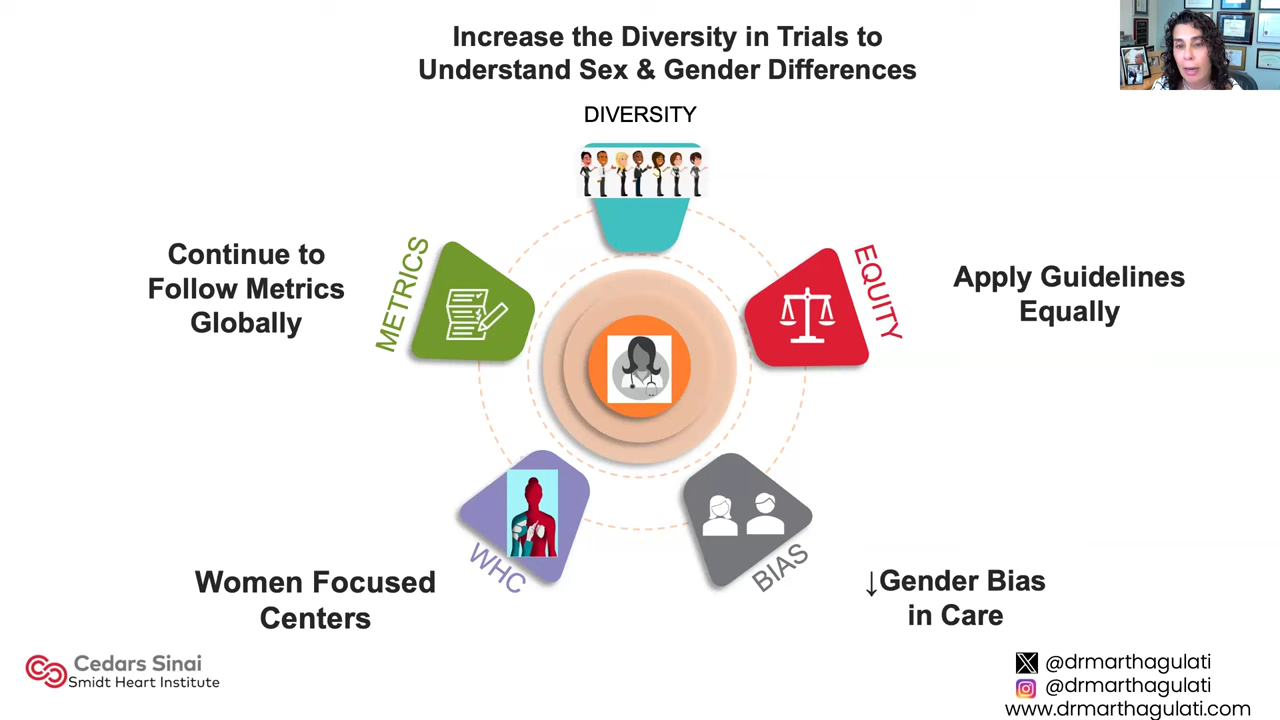 Increase the Diversity in Trials to
Understand Sex & Gender Differences
DIVERSITY
Continue to
Follow Metrics
Globally
METRICS
EQUITY
Apply Guidelines
Equally
WHC
Women Focused
Centers
BIAS
↓Gender Bias
in Care
Cedars Sinai
Smidt Heart Institute
@drmarthagulati
@drmarthagulati
www.drmarthagulati.com